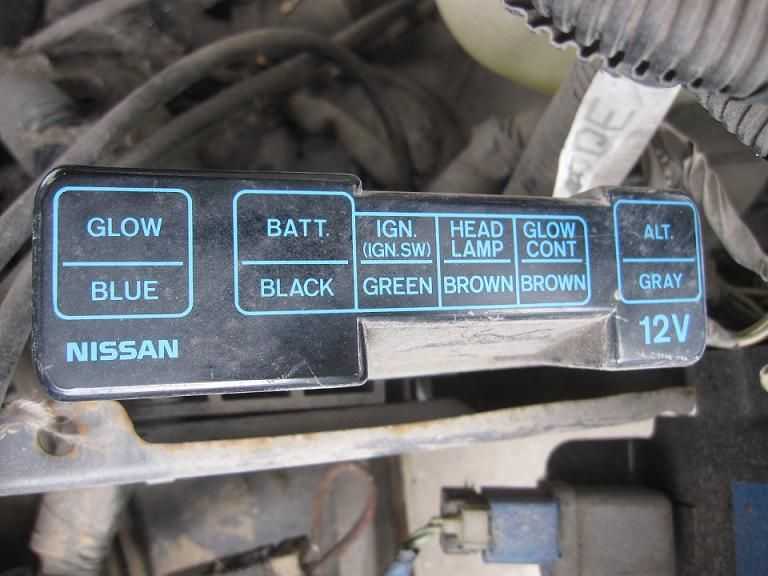 GLOW
BLUE
BATT.
BLACK
IGN.
(IGN.SW)
GREEN
HEAD
LAMP
BROWN
GLOW
CONT
BROWN
ALT.
GRAY
NISSAN
12V